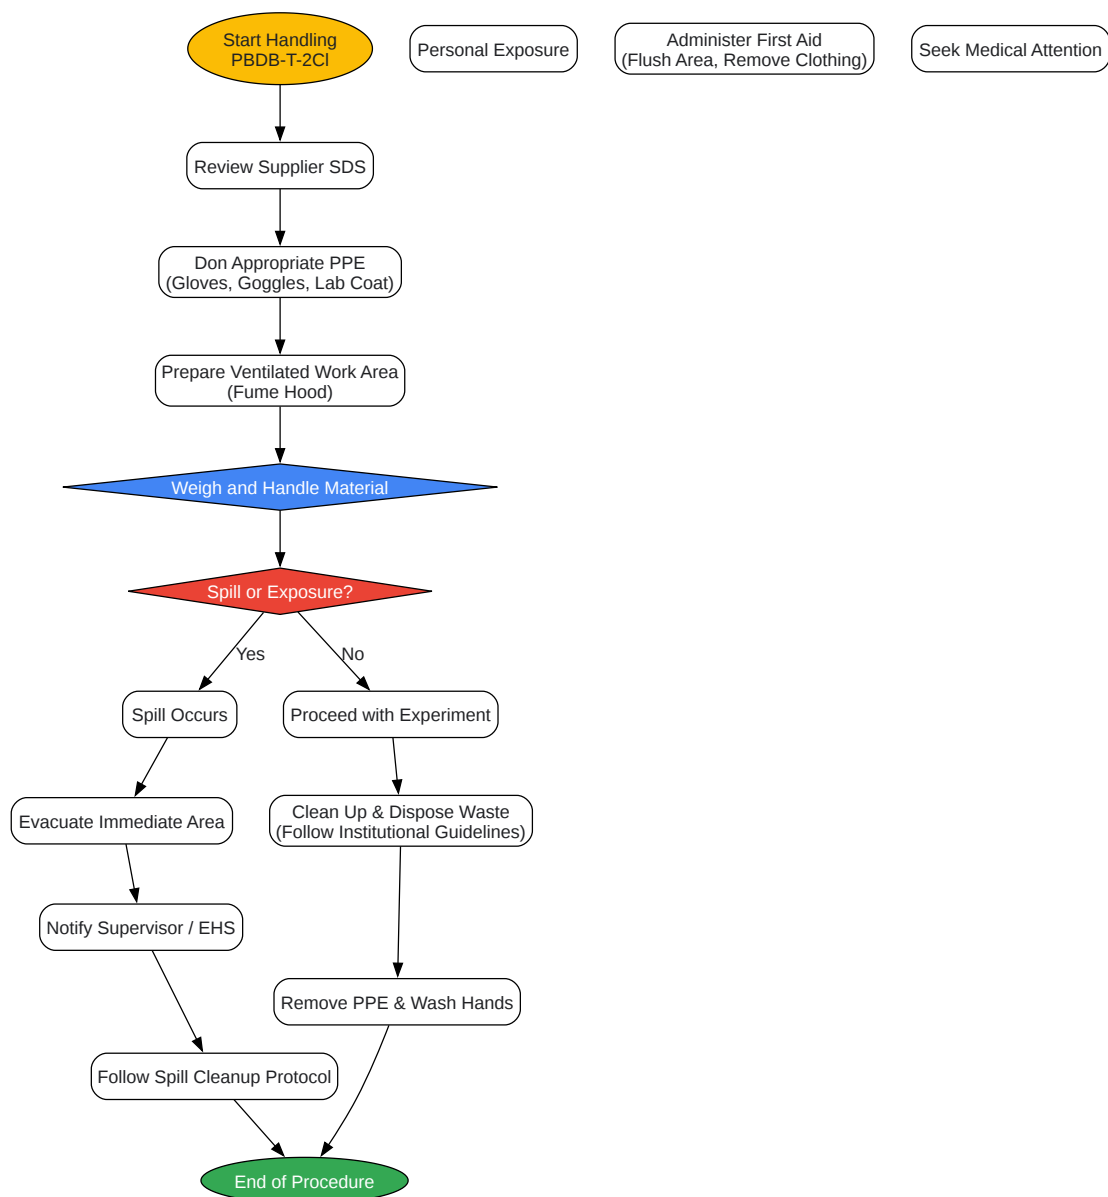 Start Handling
PBDB-T-2Cl
Personal Exposure
Administer First Aid
(Flush Area, Remove Clothing)
Seek Medical Attention
Review Supplier SDS
Don Appropriate PPE
(Gloves, Goggles, Lab Coat)
Prepare Ventilated Work Area
(Fume Hood)
Weigh and Handle Material
Spill or Exposure?
Yes
No
Spill Occurs
Proceed with Experiment
Evacuate Immediate Area
Clean Up & Dispose Waste
(Follow Institutional Guidelines)
Notify Supervisor / EHS
Remove PPE & Wash Hands
Follow Spill Cleanup Protocol
End of Procedure